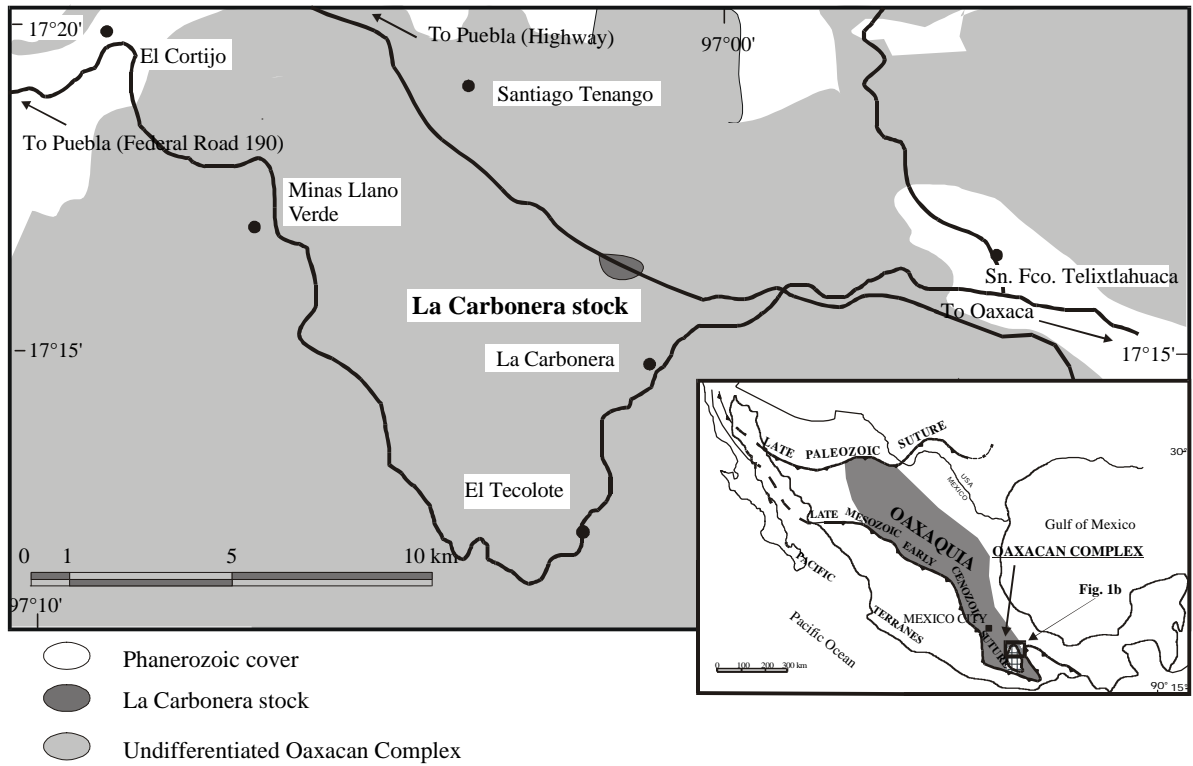 17°20'
El Cortijo
To Puebla (Highway)
97°00'
Santiago Tenango
To Puebla (Federal Road 190)
Minas Llano
Verde
Sn. Fco. Telixtlahuaca
La Carbonera stock
To Oaxaca
17°15'
La Carbonera
17°15'
El Tecolote
0 1 5 10 km
97°10'
LATE PALEOZOIC SUTURE
30°
USA
MEXICO
OAXAQUIA
LATE MESOZOIC EARLY CENOZOIC SUTURE
Gulf of Mexico
OAXACAN COMPLEX
PACIFIC
TERRANES
Fig. 1b
MEXICO CITY
Pacific Ocean
0 100 200 300 km
90° 15°
Phanerozoic cover
La Carbonera stock
Undifferentiated Oaxacan Complex